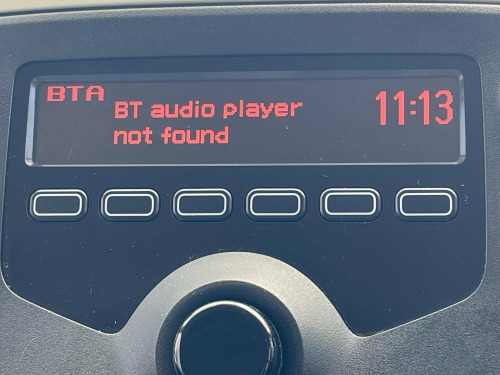 BTA
BT audio player
not found
11:13